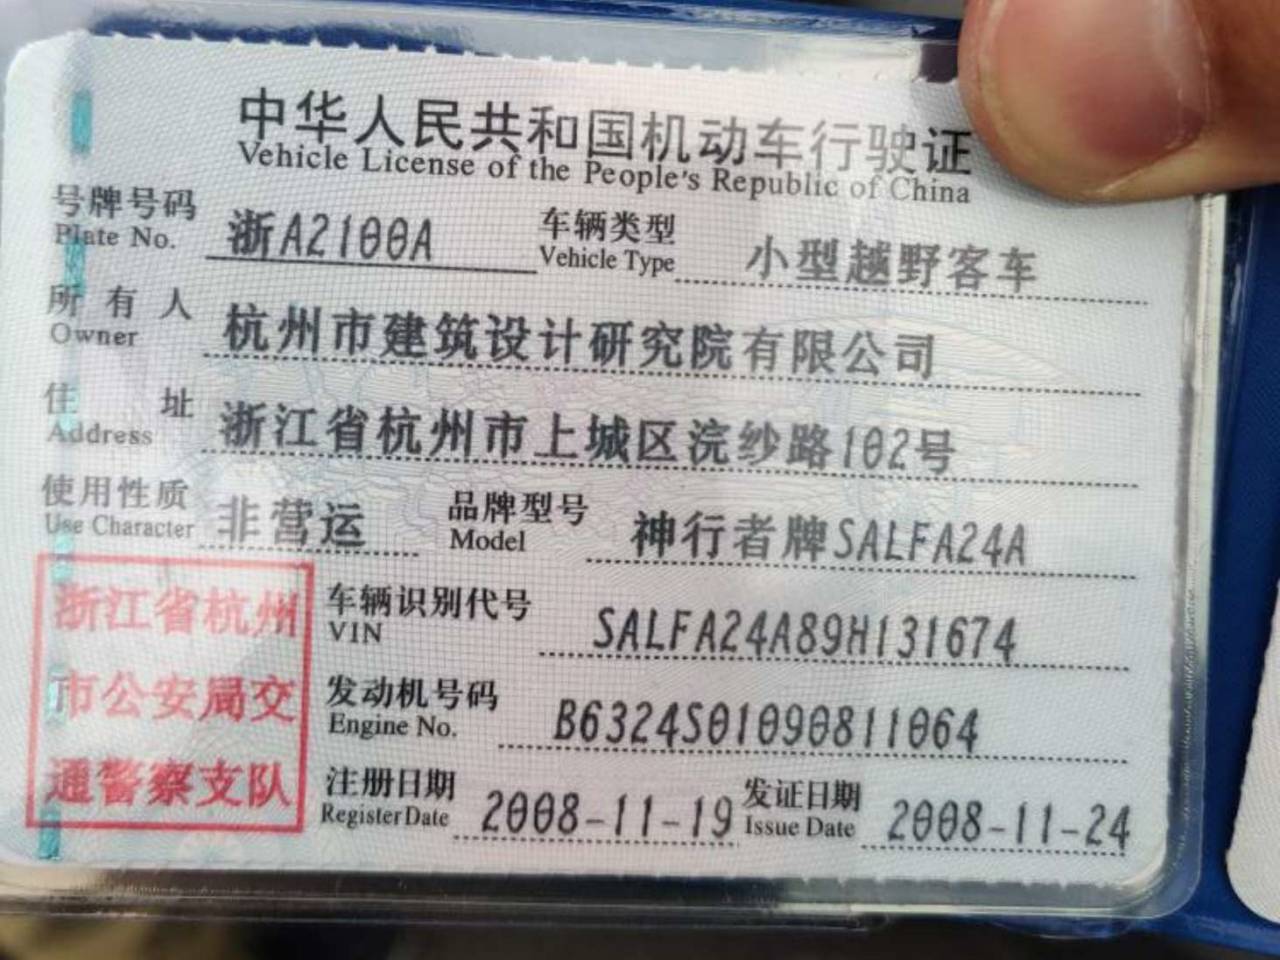 中华人民共和国机动车行驶证
Vehicle License of the People's Republic of China
号牌号码 浙A2100A 车辆类型 小型越野客车
Plate No. Vehicle Type
所有人 杭州市建筑设计研究院有限公司
Owner
住址 浙江省杭州市上城区浣纱路102号
Address
使用性质 非营运 品牌型号 神行者牌SALFA24A
Use Character Model
浙江省杭州
市公安局交
通警察支队
车辆识别代号 SALFA24A89H131674
VIN
发动机号码 B6324S01090811064
Engine No.
注册日期 2008-11-19 发证日期 2008-11-24
Register Date Issue Date